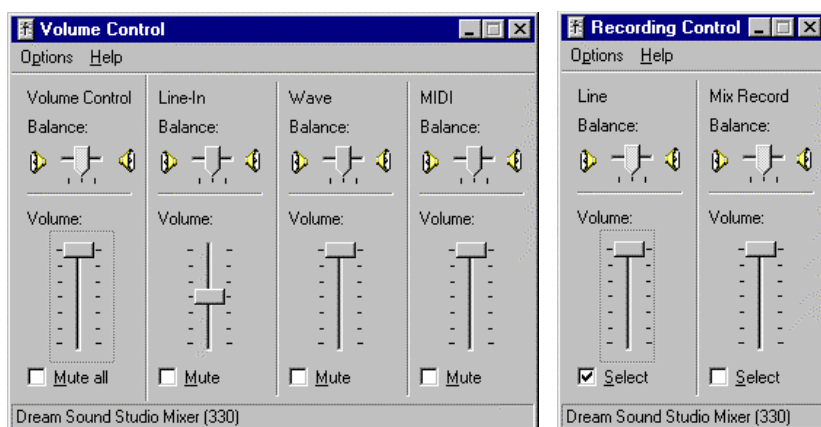 Volume Control
Options Help
Volume Control Line-In Wave MIDI
Balance: Balance: Balance: Balance:
Volume: Volume: Volume: Volume:
Mute all Mute Mute Mute
Dream Sound Studio Mixer (330)
Recording Control
Options Help
Line Mix Record
Balance: Balance:
Volume: Volume:
Select Select
Dream Sound Studio Mixer (330)